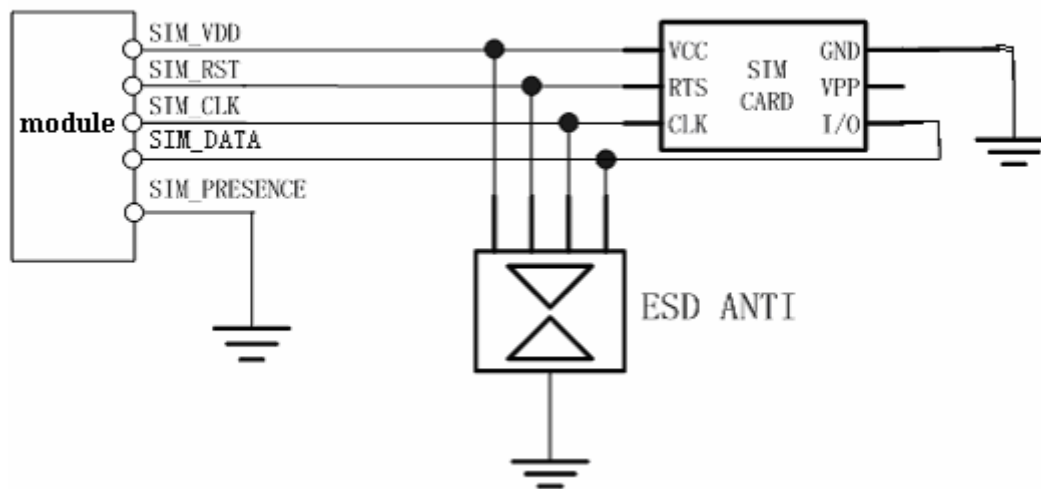 SIM_VDD
SIM_RST
SIM_CLK
SIM_DATA
SIM_PRESENCE
module
VCC
RTS
CLK
SIM
CARD
GND
VPP
I/O
ESD ANTI